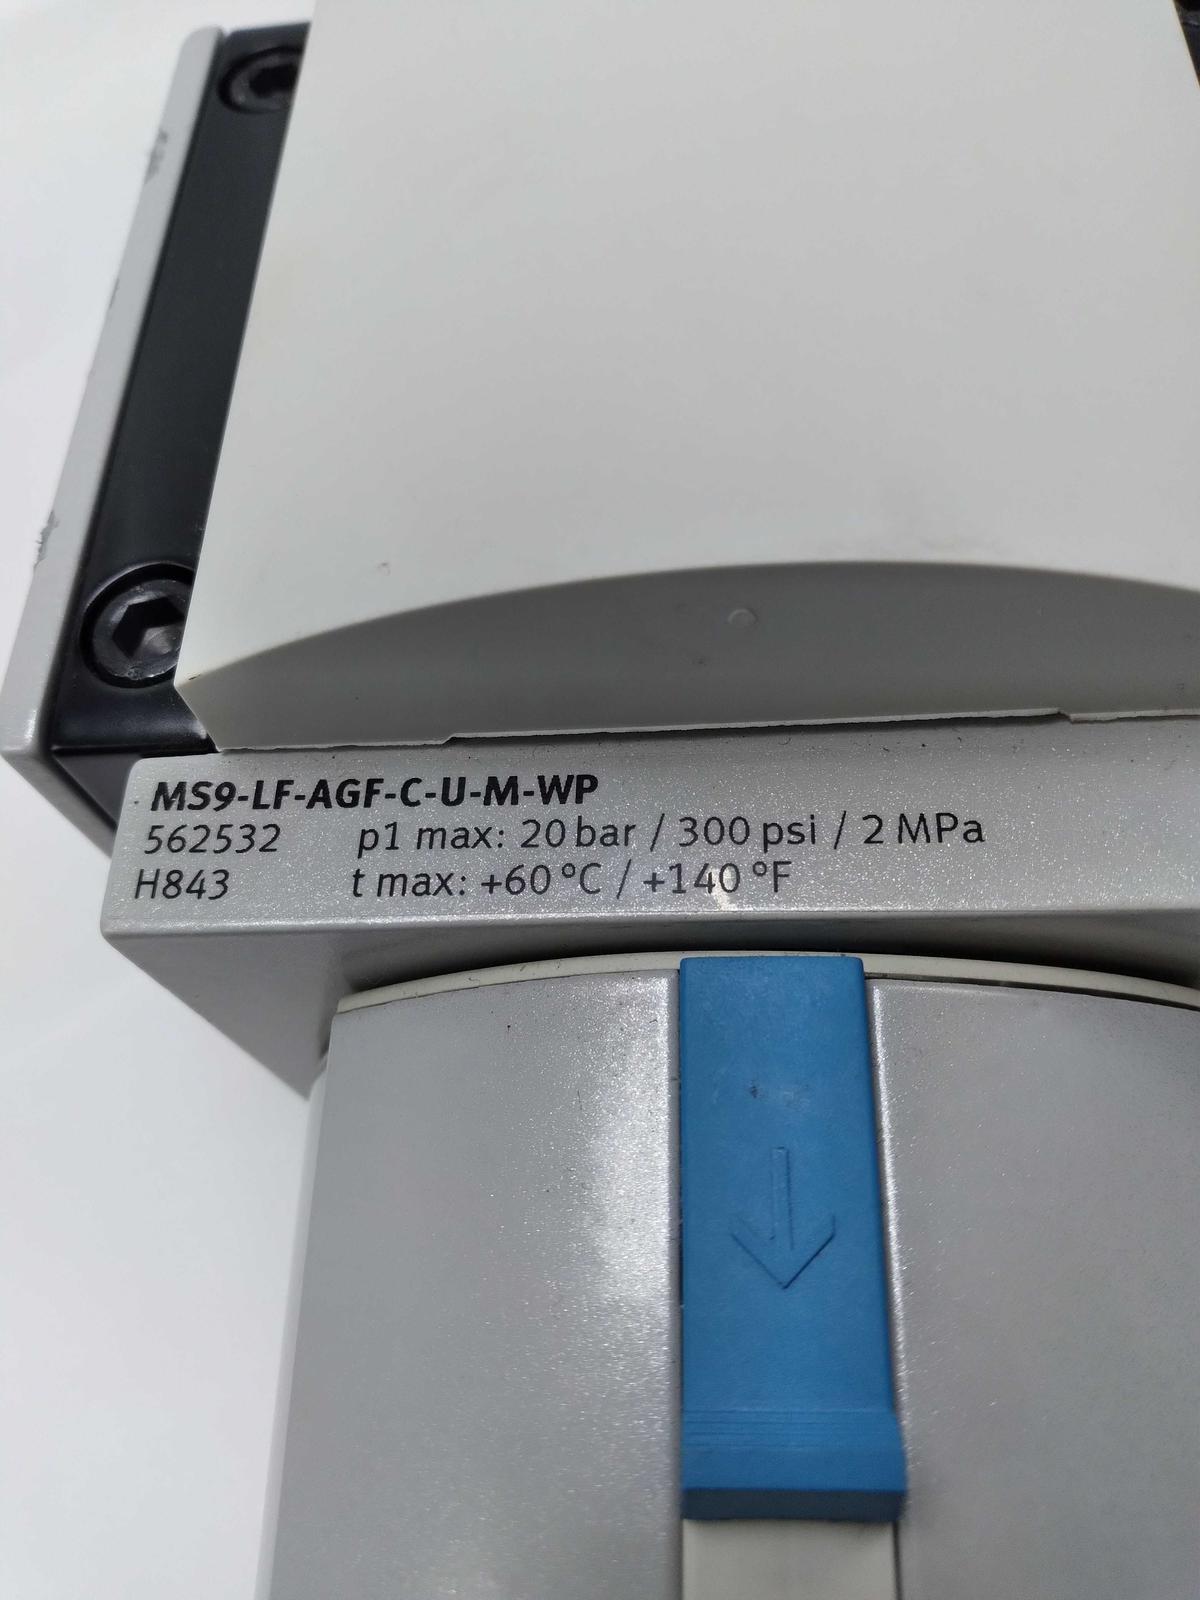 MS9-LF-AGF-C-U-M-WP
562532 p1 max: 20 bar / 300 psi / 2 MPa
H843 t max: +60 °C / +140 °F